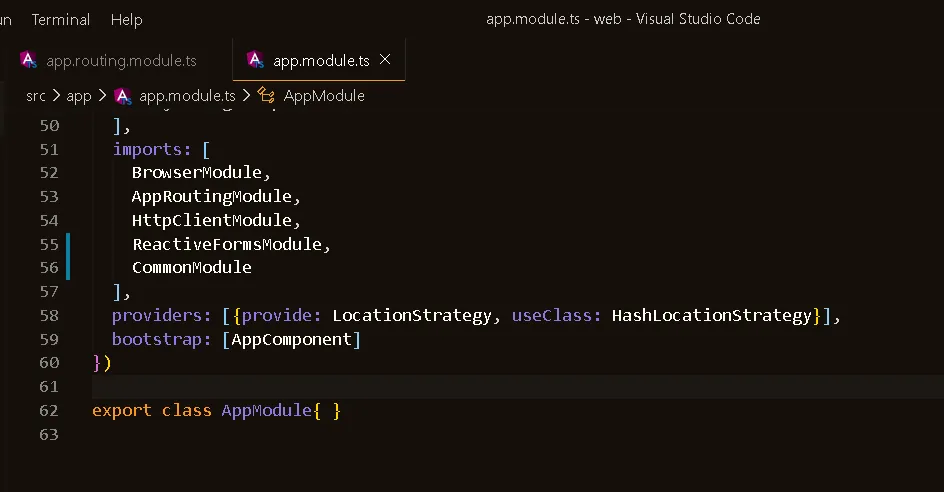 Terminal Help app.module.ts - web - Visual Studio Code
app.routing.module.ts app.module.ts
src > app > app.module.ts > AppModule
50 ],
51 imports: [
52 BrowserModule,
53 AppRoutingModule,
54 HttpClientModule,
55 ReactiveFormsModule,
56 CommonModule
57 ],
58 providers: [{provide: LocationStrategy, useClass: HashLocationStrategy}],
59 bootstrap: [AppComponent]
60 })
61
62 export class AppModule{ }
63